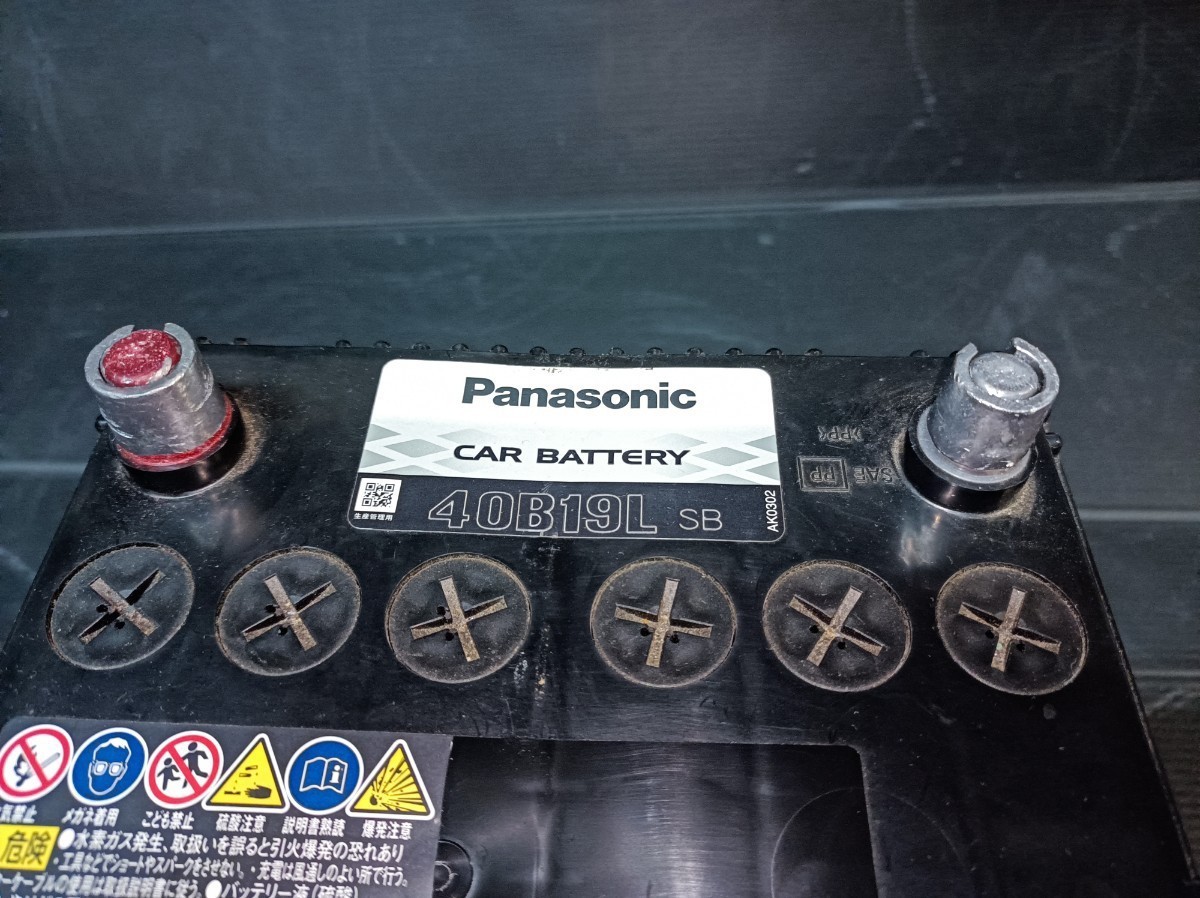 Panasonic
CAR BATTERY
40B19L SB
生産管理用
AK0302
>PP<
SAE
PP
気禁止
メガネ着用
こども禁止
硫酸注意
説明書熟読
爆発注意
危険
●水素ガス発生、取扱いを誤ると引火爆発の恐れあり
・工具などでショートやスパークをさせない。・充電は風通しのよい所で行う。
ーケーブルの使用は取扱説明書に従う。●バッテリー液(硫酸)